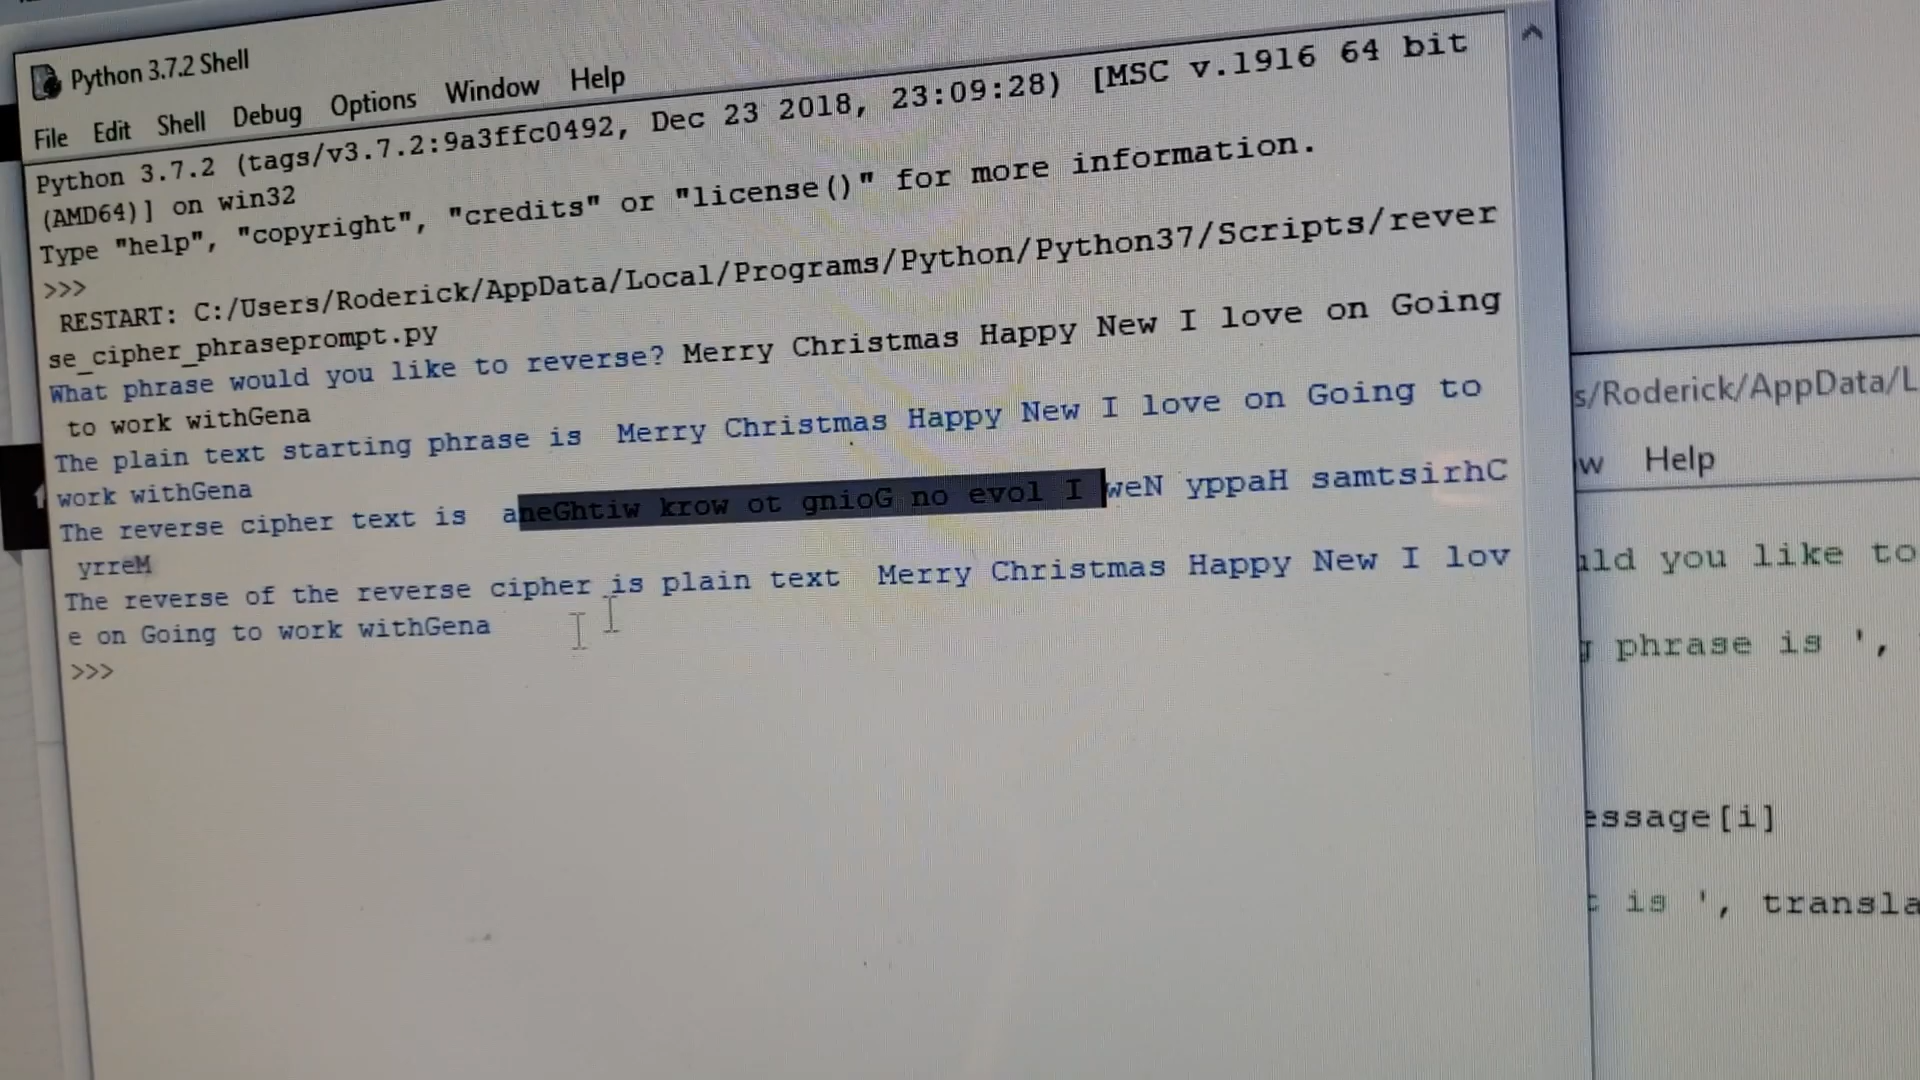 Python 3.7.2 Shell
File Edit Shell Debug Options Window Help
Python 3.7.2 (tags/v3.7.2:9a3ffc0492, Dec 23 2018, 23:09:28) [MSC v.1916 64 bit
(AMD64)] on win32
Type "help", "copyright", "credits" or "license()" for more information.
>>>
RESTART: C:/Users/Roderick/AppData/Local/Programs/Python/Python37/Scripts/rever
se_cipher_phraseprompt.py
What phrase would you like to reverse? Merry Christmas Happy New I love on Going
to work withGena
The plain text starting phrase is Merry Christmas Happy New I love on Going to
work withGena
The reverse cipher text is aneGhtiw krow ot gnioG no evol I weN yppaH samtsirhC
yrreM
The reverse of the reverse cipher is plain text Merry Christmas Happy New I lov
e on Going to work withGena
>>>
s/Roderick/AppData/L
w Help
uld you like to
g phrase is ',
essage[i]
t is ', transla